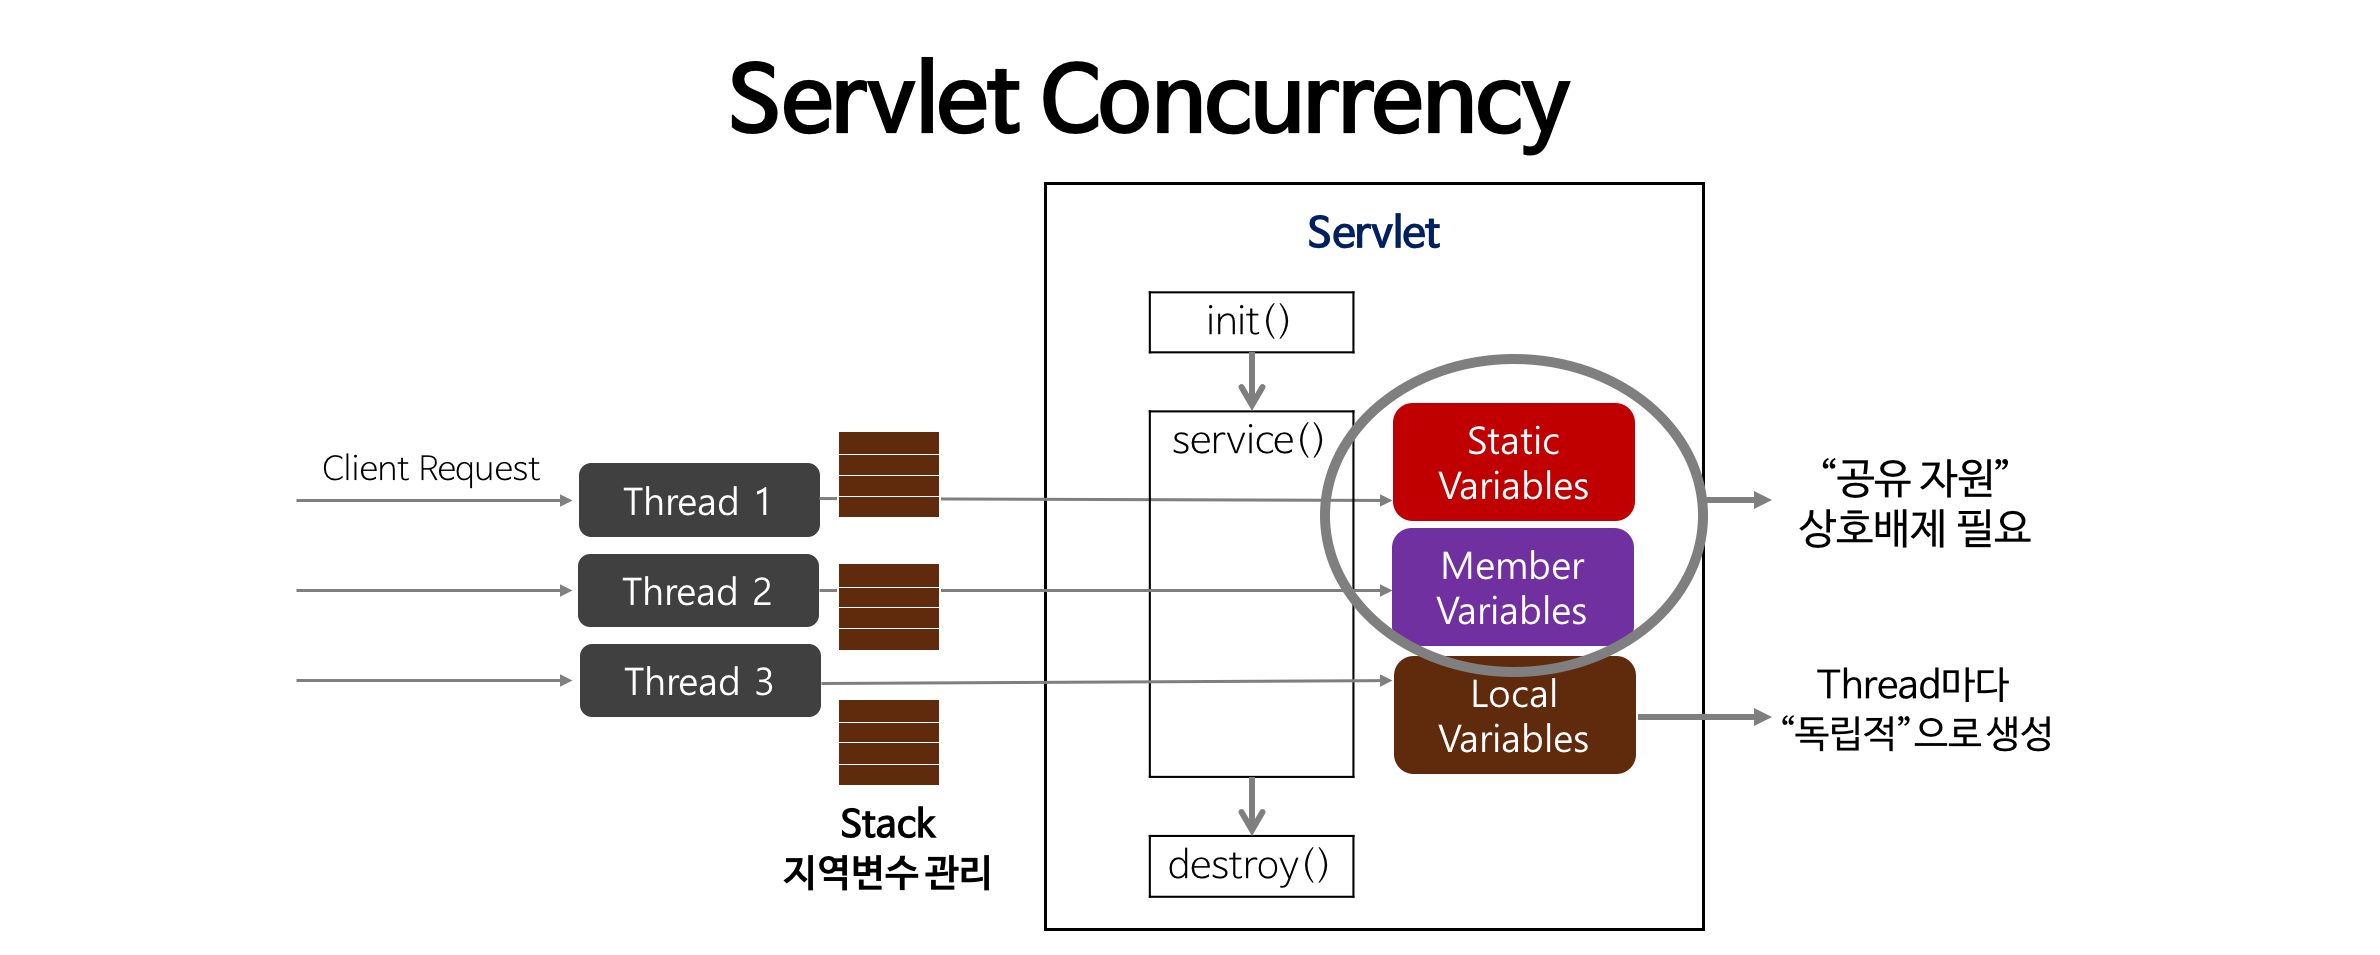 Servlet Concurrency
Servlet
init()
service()
destroy()
Client Request
Thread 1
Thread 2
Thread 3
Stack
지역변수 관리
Static
Variables
Member
Variables
Local
Variables
“공유 자원”
상호배제 필요
Thread마다
“독립적” 으로 생성